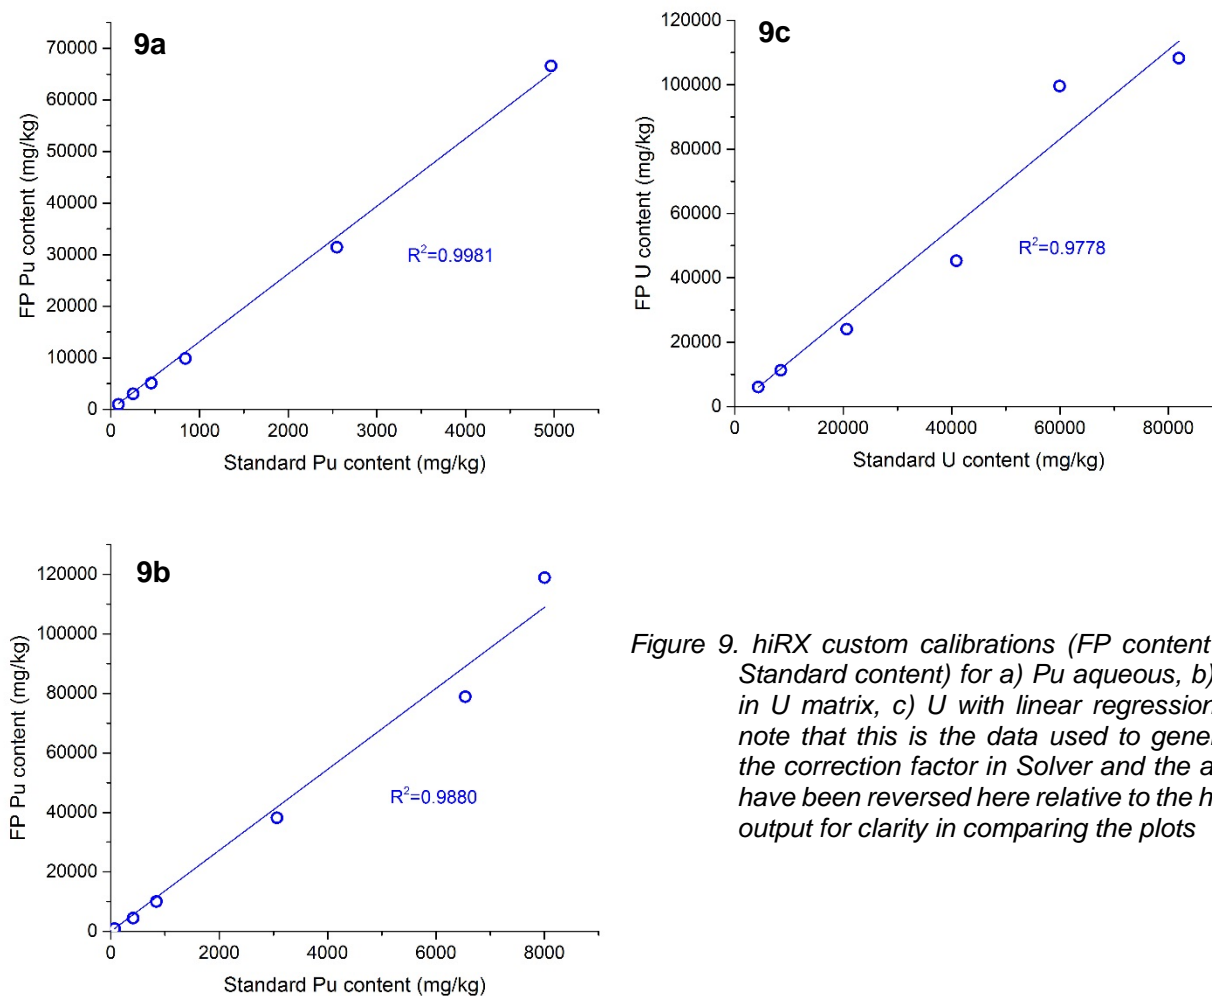 9a
70000
60000
50000
40000
30000
20000
10000
0
FP Pu content (mg/kg)
R²=0.9981
0 1000 2000 3000 4000 5000
Standard Pu content (mg/kg)
9c
120000
100000
80000
60000
40000
20000
0
FP U content (mg/kg)
R²=0.9778
0 20000 40000 60000 80000
Standard U content (mg/kg)
9b
120000
100000
80000
60000
40000
20000
0
FP Pu content (mg/kg)
R²=0.9880
0 2000 4000 6000 8000
Standard Pu content (mg/kg)
Figure 9. hiRX custom calibrations (FP content
Standard content) for a) Pu aqueous, b)
in U matrix, c) U with linear regression
note that this is the data used to gene
the correction factor in Solver and the a
have been reversed here relative to the h
output for clarity in comparing the plots